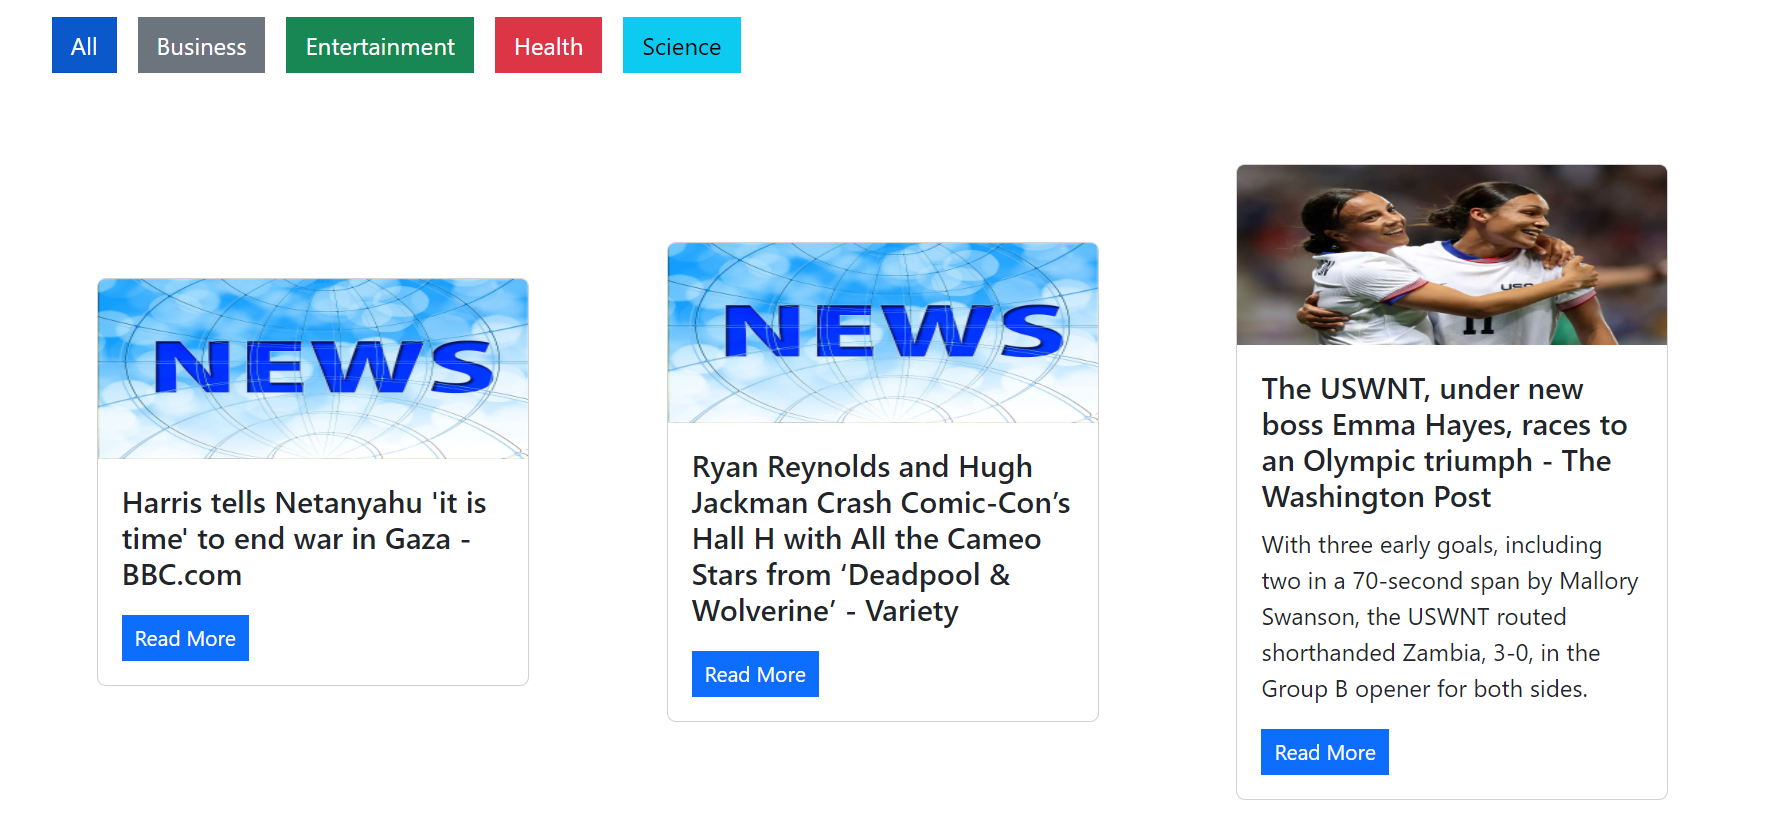 All
Business
Entertainment
Health
Science
NEWS
Harris tells Netanyahu 'it is
time' to end war in Gaza -
BBC.com
Read More
NEWS
Ryan Reynolds and Hugh
Jackman Crash Comic-Con’s
Hall H with All the Cameo
Stars from ‘Deadpool &
Wolverine’ - Variety
Read More
11
The USWNT, under new
boss Emma Hayes, races to
an Olympic triumph - The
Washington Post
With three early goals, including
two in a 70-second span by Mallory
Swanson, the USWNT routed
shorthanded Zambia, 3-0, in the
Group B opener for both sides.
Read More